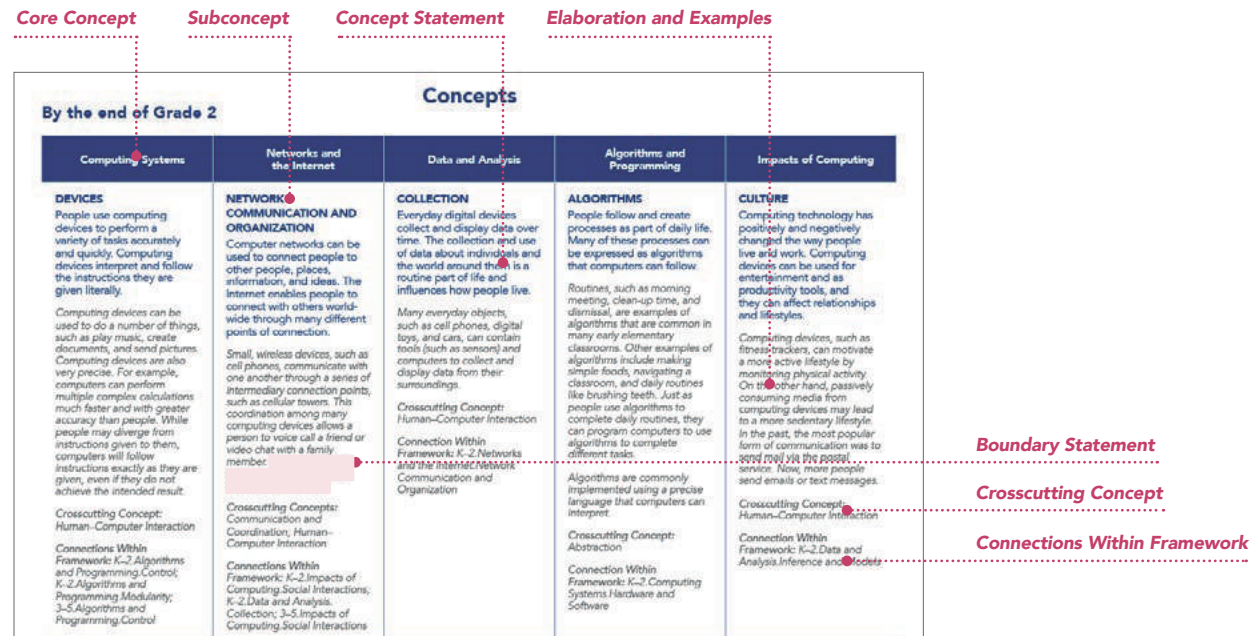 Core Concept
Subconcept
Concept Statement
Elaboration and Examples
Concepts
By the end of Grade 2
Computing Systems
Networks and
the Internet
Data and Analysis
Algorithms and
Programming
Impacts of Computing
DEVICES
People use computing
devices to perform a
variety of tasks accurately
and quickly. Computing
devices interpret and follow
the instructions they are
given literally.
Computing devices can be
used to do a number of things,
such as play music, create
documents, and send pictures.
Computing devices are also
very precise. For example,
computers can perform
multiple complex calculations
much faster and with greater
accuracy than people. While
people may diverge from
instructions given to them,
computers will follow
instructions exactly as they are
given, even if they do not
achieve the intended result.
Crosscutting Concept:
Human–Computer Interaction
Connections Within
Framework: K–2.Algorithms
and Programming.Control;
K–2.Algorithms and
Programming.Modularity;
3–5.Algorithms and
Programming.Control
NETWORK
COMMUNICATION AND
ORGANIZATION
Computer networks can be
used to connect people to
other people, places,
information, and ideas. The
Internet enables people to
connect with others world-
wide through many different
points of connection.
Small, wireless devices, such as
cell phones, communicate with
one another through a series of
intermediary connection points,
such as cellular towers. This
coordination among many
computing devices allows a
person to voice call a friend or
video chat with a family
member.
Crosscutting Concepts:
Communication and
Coordination; Human–
Computer Interaction
Connections Within
Framework: K–2.Impacts of
Computing.Social Interactions;
K–2.Data and Analysis.
Collection; 3–5.Impacts of
Computing.Social Interactions
COLLECTION
Everyday digital devices
collect and display data over
time. The collection and use
of data about individuals and
the world around them is a
routine part of life and
influences how people live.
Many everyday objects,
such as cell phones, digital
toys, and cars, can contain
tools (such as sensors) and
computers to collect and
display data from their
surroundings.
Crosscutting Concept:
Human–Computer Interaction
Connection Within
Framework: K–2.Networks
and the Internet.Network
Communication and
Organization
ALGORITHMS
People follow and create
processes as part of daily life.
Many of these processes can
be expressed as algorithms
that computers can follow.
Routines, such as morning
meeting, clean-up time, and
dismissal, are examples of
algorithms that are common in
many early elementary
classrooms. Other examples of
algorithms include making
simple foods, navigating a
classroom, and daily routines
like brushing teeth. Just as
people use algorithms to
complete daily routines, they
can program computers to use
algorithms to complete
different tasks.
Algorithms are commonly
implemented using a precise
language that computers can
interpret.
Crosscutting Concept:
Abstraction
Connection Within
Framework: K–2.Computing
Systems.Hardware and
Software
CULTURE
Computing technology has
positively and negatively
changed the way people
live and work. Computing
devices can be used for
entertainment and as
productivity tools, and
they can affect relationships
and lifestyles.
Computing devices, such as
fitness trackers, can motivate
a more active lifestyle by
monitoring physical activity.
On the other hand, passively
consuming media from
computing devices may lead
to a more sedentary lifestyle.
In the past, the most popular
form of communication was to
send mail via the postal
service. Now, more people
send emails or text messages.
Crosscutting Concept:
Human–Computer Interaction
Connection Within
Framework: K–2.Data and
Analysis.Inference and Models
Boundary Statement
Crosscutting Concept
Connections Within Framework